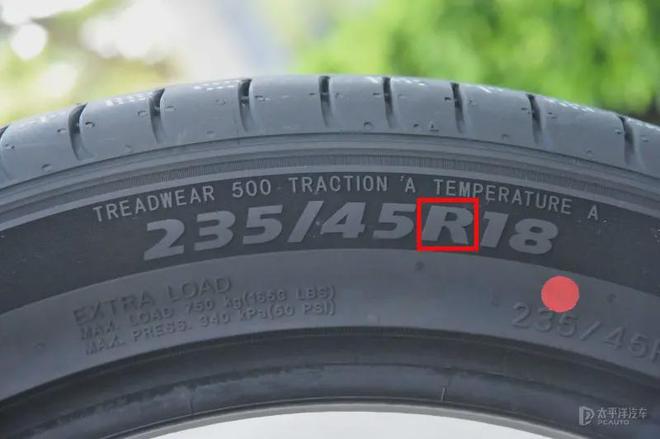 TREADWEAR 500 TRACTION A TEMPERATURE A
235/45R18
EXTRA LOAD
MAX. LOAD 750 kg(1653 LBS)
MAX. PRESS. 340 kPa(50 PSI)
235/45R
太平洋汽车
PCAUTO